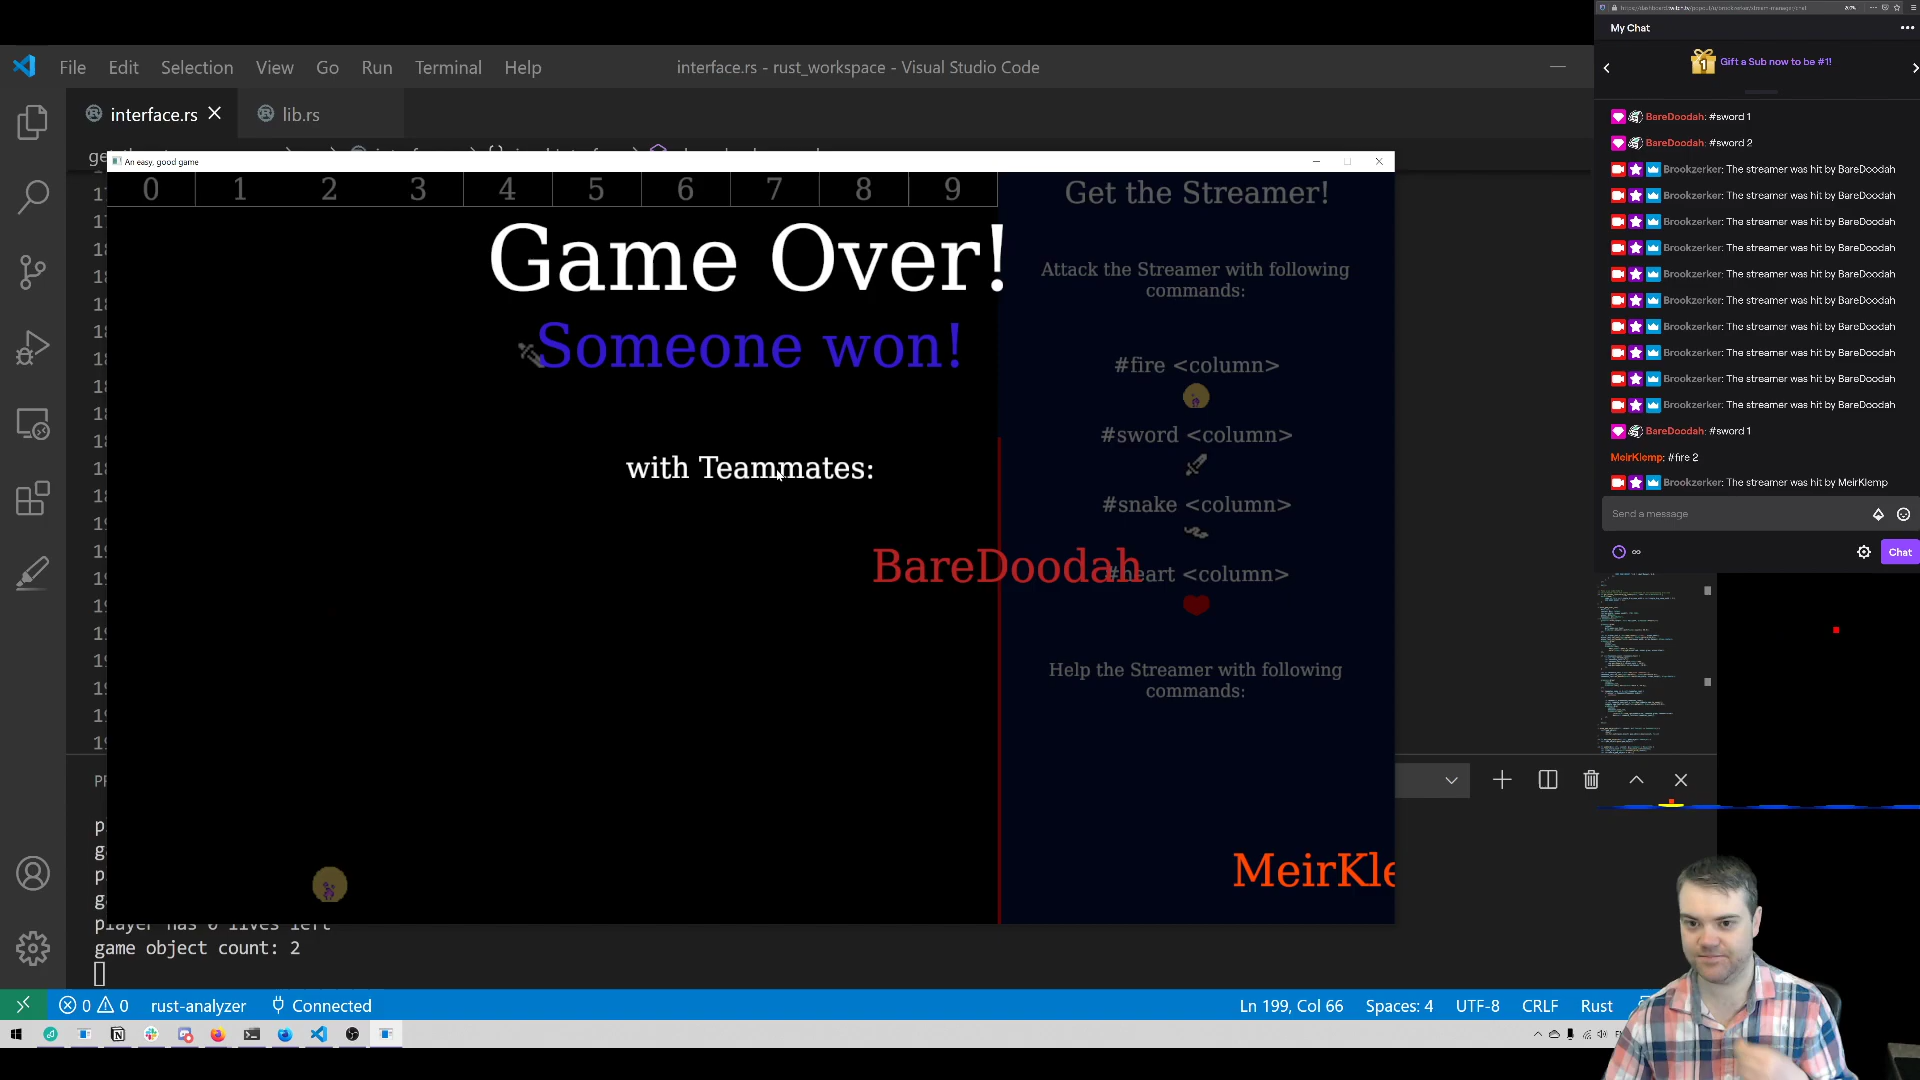 File Edit Selection View Go Run Terminal Help
interface.rs - rust_workspace - Visual Studio Code
interface.rs
lib.rs
An easy, good game
0 1 2 3 4 5 6 7 8 9
Game Over!
Someone won!
with Teammates:
BareDoodah
MeirKle
Get the Streamer!
Attack the Streamer with following
commands:
#fire <column>
#sword <column>
#snake <column>
#heart <column>
Help the Streamer with following
commands:
game object count: 2
0 0 rust-analyzer Connected
Ln 199, Col 66 Spaces: 4 UTF-8 CRLF Rust
My Chat
1 Gift a Sub now to be #1!
BareDoodah: #sword 1
BareDoodah: #sword 2
Brookzerker: The streamer was hit by BareDoodah
Brookzerker: The streamer was hit by BareDoodah
Brookzerker: The streamer was hit by BareDoodah
Brookzerker: The streamer was hit by BareDoodah
Brookzerker: The streamer was hit by BareDoodah
Brookzerker: The streamer was hit by BareDoodah
Brookzerker: The streamer was hit by BareDoodah
Brookzerker: The streamer was hit by BareDoodah
Brookzerker: The streamer was hit by BareDoodah
Brookzerker: The streamer was hit by BareDoodah
BareDoodah: #sword 1
MeirKlemp: #fire 2
Brookzerker: The streamer was hit by MeirKlemp
Send a message
Chat